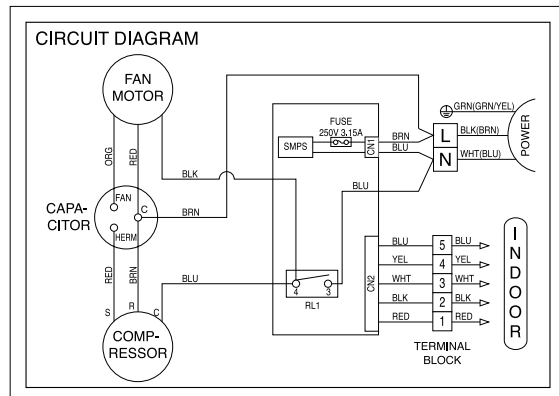 CIRCUIT DIAGRAM
FAN
MOTOR
ORG
RED
BLK
CAPA-
CITOR
FAN
C
HERM
BRN
RED
BRN
BLU
S
R
C
COMP-
RESSOR
FUSE
250V 3.15A
SMPS
CN1
BRN
BLU
BLU
4
3
RL1
CN2
L
N
GRN(GRN/YEL)
BLK(BRN)
WHT(BLU)
POWER
BLU 5 BLU
YEL 4 YEL
WHT 3 WHT
BLK 2 BLK
RED 1 RED
TERMINAL
BLOCK
INDOOR